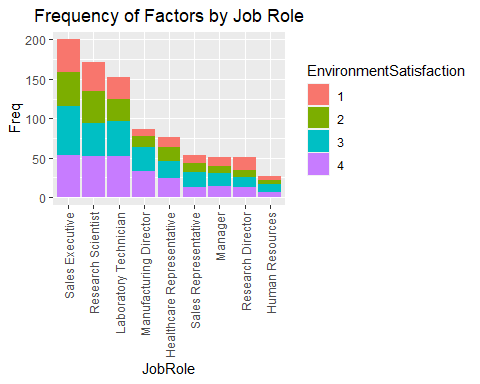 Frequency of Factors by Job Role
Freq
200
150
100
50
0
Sales Executive
Research Scientist
Laboratory Technician
Manufacturing Director
Healthcare Representative
Sales Representative
Manager
Research Director
Human Resources
JobRole
EnvironmentSatisfaction
1
2
3
4